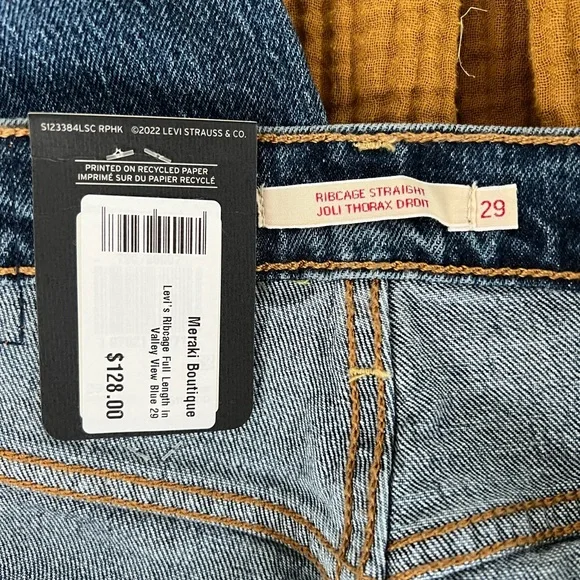 S123384LSC RPHK ©2022 LEVI STRAUSS & CO.
PRINTED ON RECYCLED PAPER
IMPRIMÉ SUR DU PAPIER RECYCLÉ
Meraki Boutique
Levi's Ribcage Full Length In
Valley View Blue 29
$128.00
RIBCAGE STRAIGHT
JOLI THORAX DROIT
29